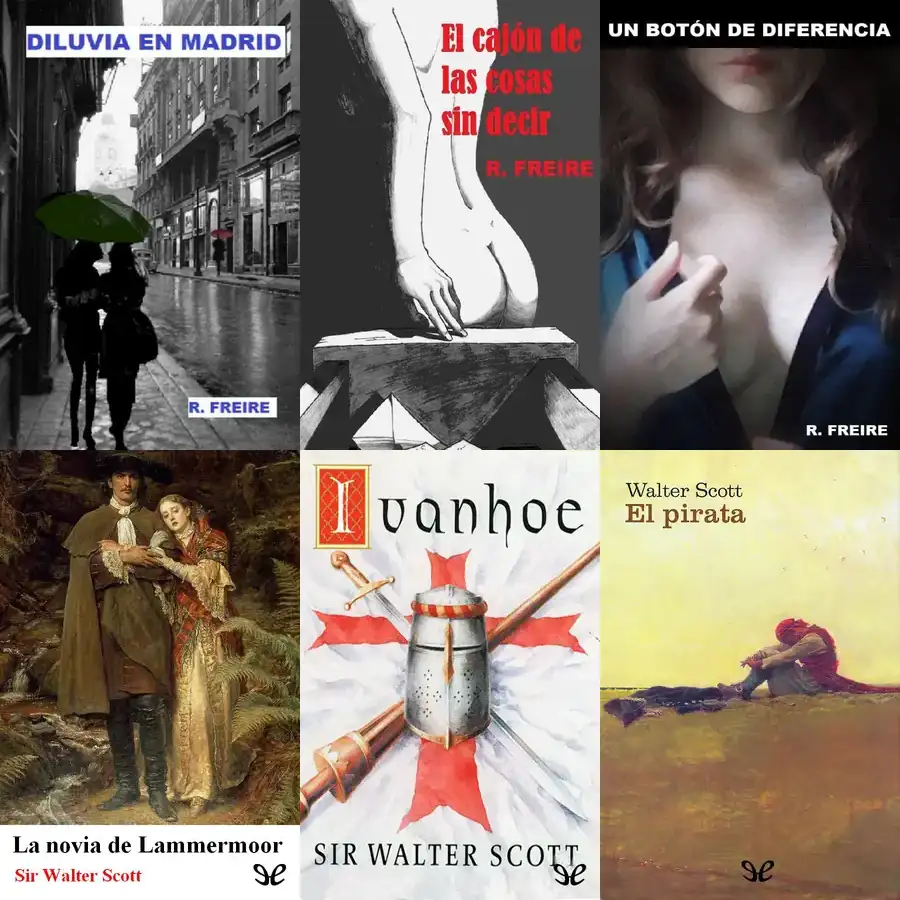 DILUVIA EN MADRID
R. FREIRE
El cajón de
las cosas
sin decir
R. FREIRE
UN BOTÓN DE DIFERENCIA
R. FREIRE
La novia de Lammermoor
Sir Walter Scott
Ivanhoe
SIR WALTER SCOTT
Walter Scott
El pirata